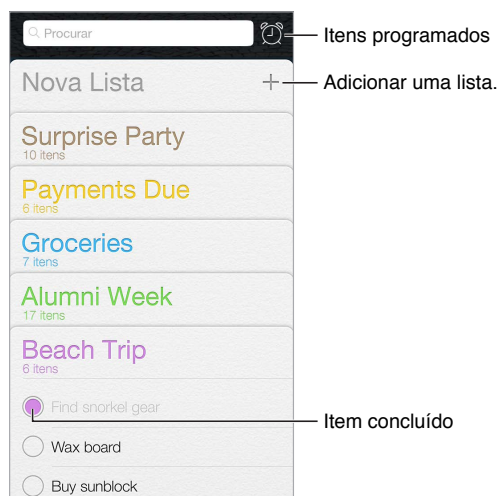 Procurar
Itens programados
Nova Lista
Adicionar uma lista.
Surprise Party
10 itens
Payments Due
6 itens
Groceries
7 itens
Alumni Week
17 itens
Beach Trip
6 itens
Find snorkel gear
Item concluído
Wax board
Buy sunblock